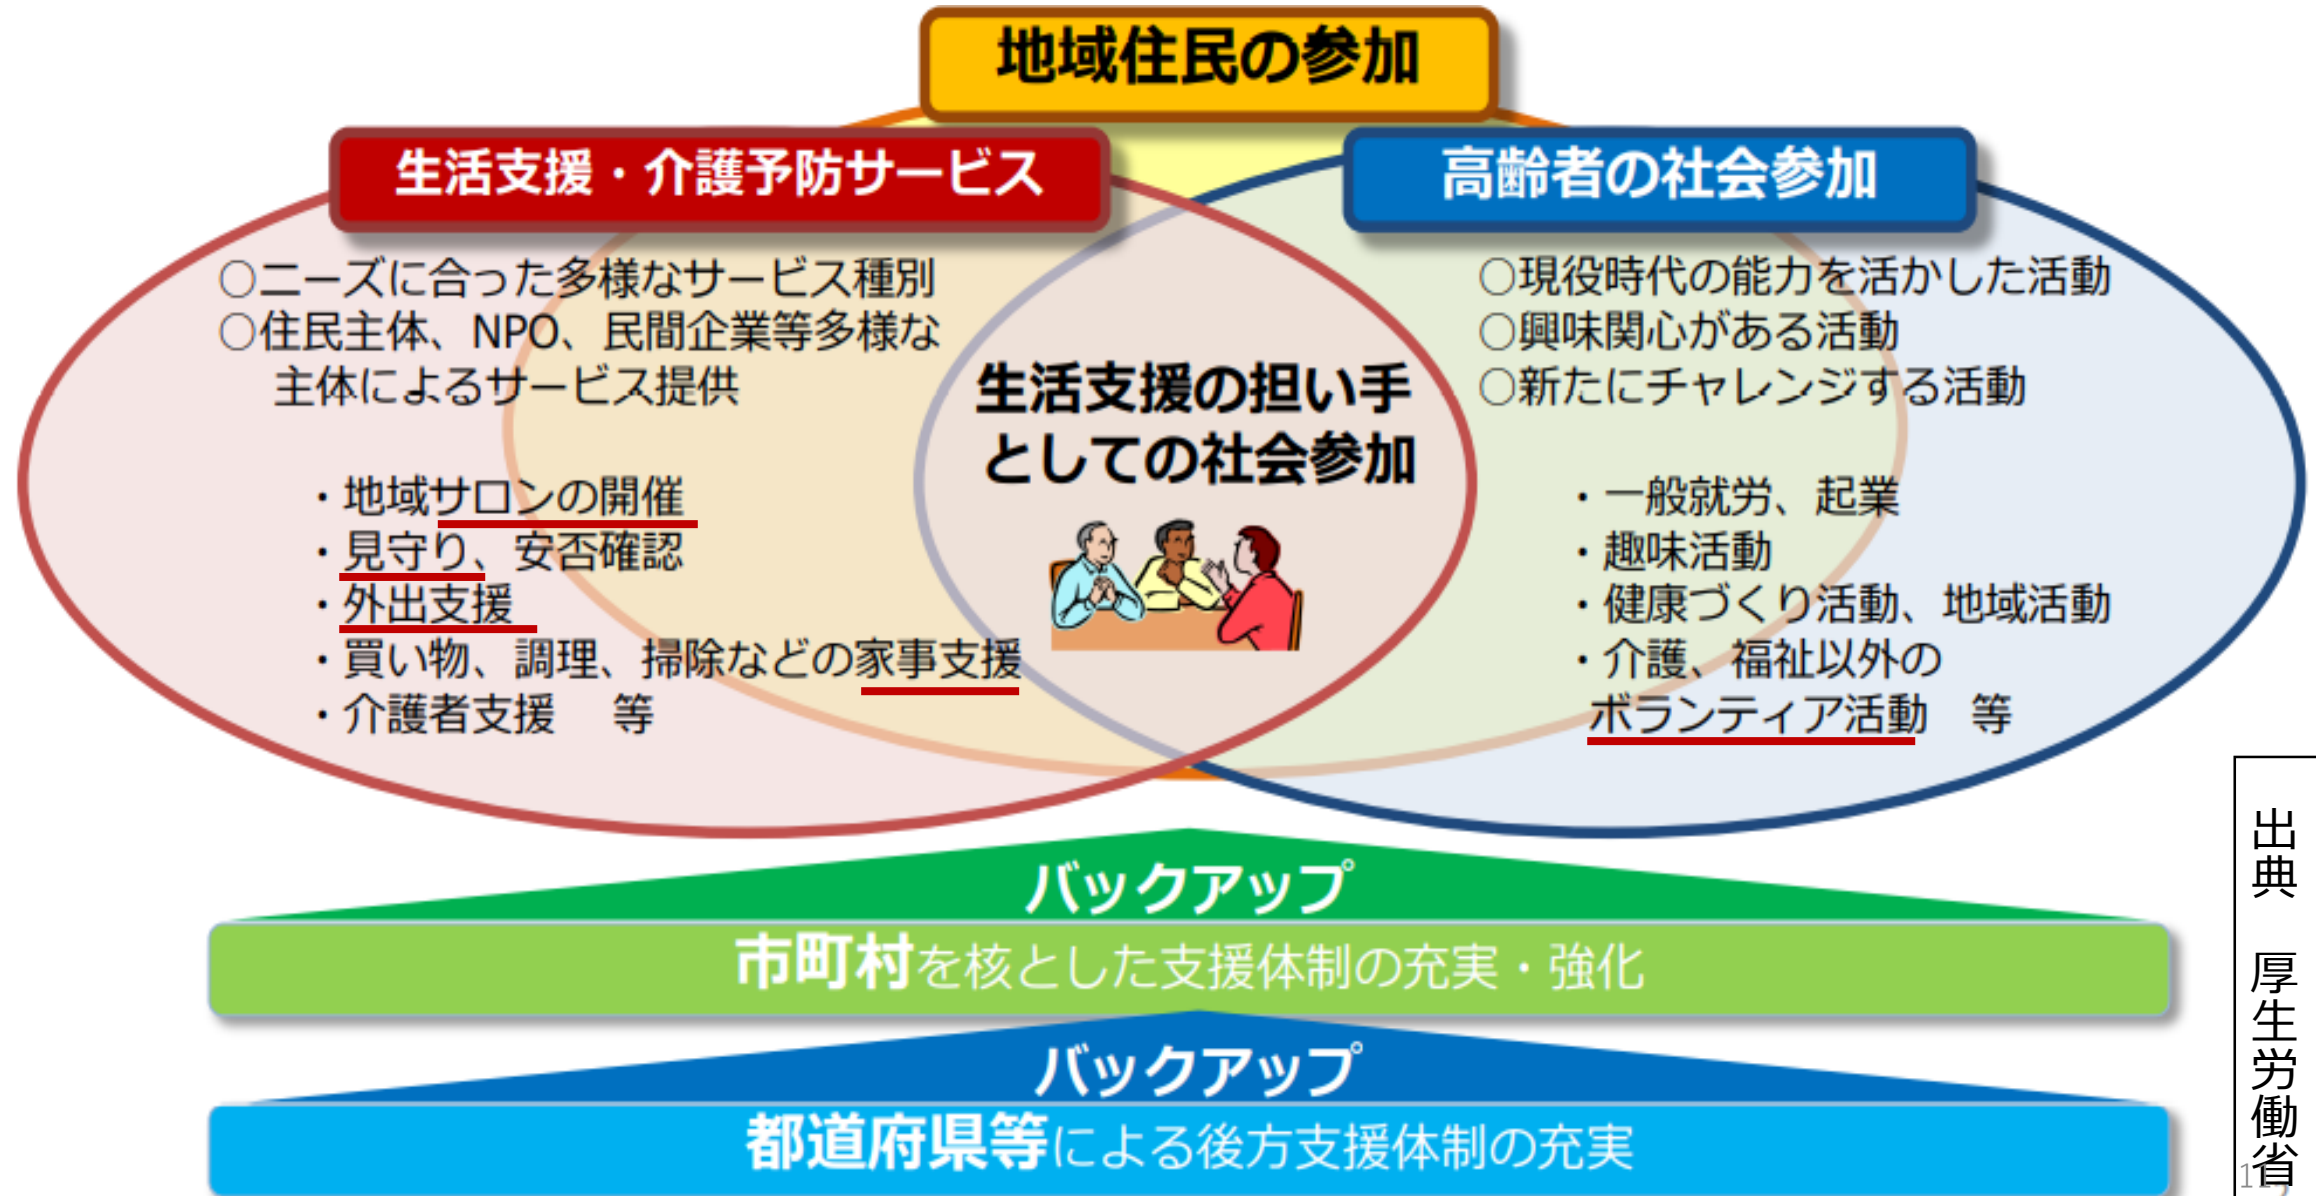 地域住民の参加
生活支援・介護予防サービス
○ニーズに合った多様なサービス種別
○住民主体、NPO、民間企業等多様な
主体によるサービス提供
・地域サロンの開催
・見守り、安否確認
・外出支援
・買い物、調理、掃除などの家事支援
・介護者支援　等
生活支援の担い手
としての社会参加
高齢者の社会参加
○現役時代の能力を活かした活動
○興味関心がある活動
○新たにチャレンジする活動
・一般就労、起業
・趣味活動
・健康づくり活動、地域活動
・介護、福祉以外の
ボランティア活動　等
バックアップ
市町村を核とした支援体制の充実・強化
バックアップ
都道府県等による後方支援体制の充実
出典　厚生労働省